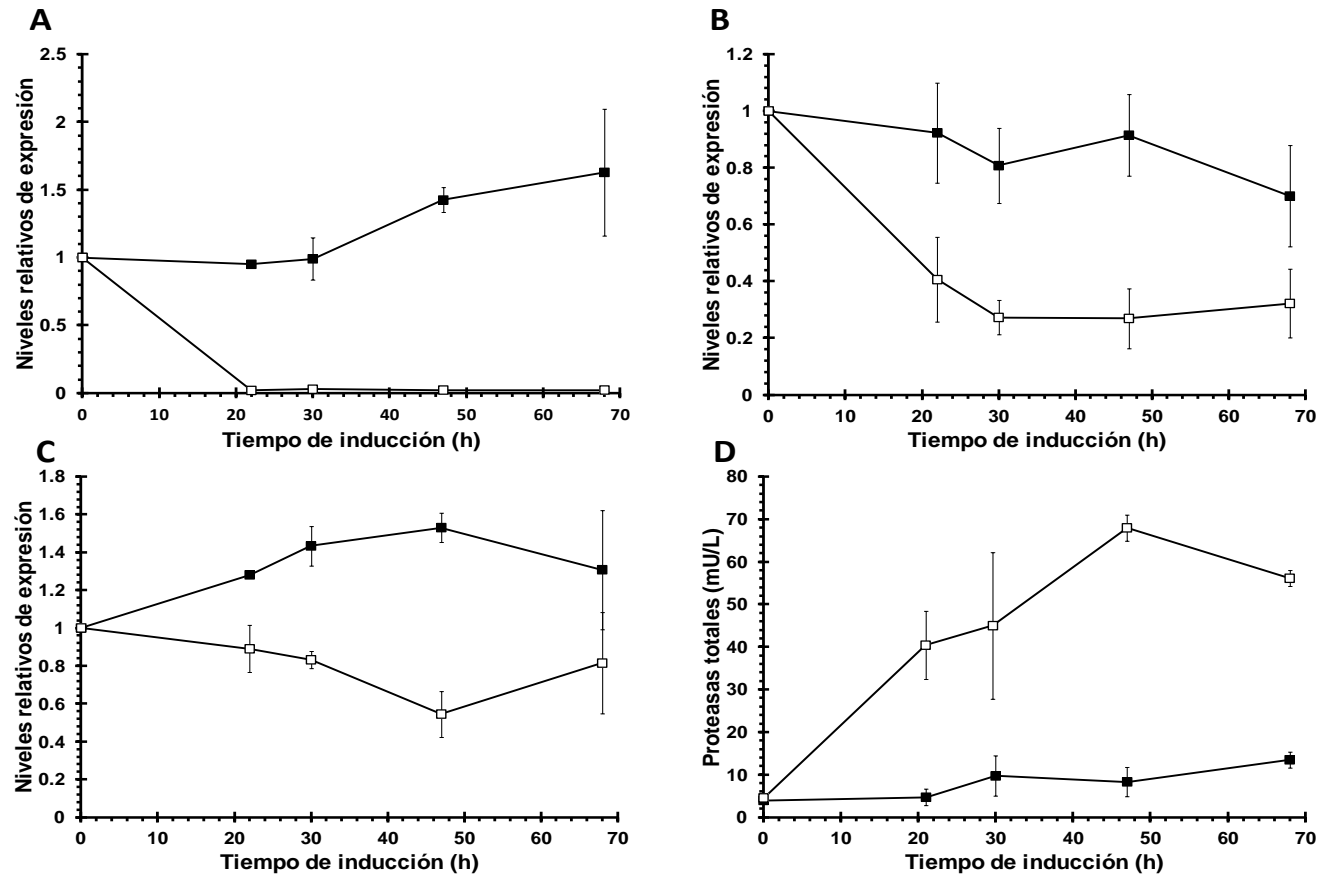 A
Niveles relativos de expresión
2.5
2
1.5
1
0.5
0
0 10 20 30 40 50 60 70
Tiempo de inducción (h)
B
Niveles relativos de expresión
1.2
1
0.8
0.6
0.4
0.2
0
0 10 20 30 40 50 60 70
Tiempo de inducción (h)
C
Niveles relativos de expresión
1.8
1.6
1.4
1.2
1
0.8
0.6
0.4
0.2
0
0 10 20 30 40 50 60 70
Tiempo de inducción (h)
D
Proteasas totales (mU/L)
80
70
60
50
40
30
20
10
0
0 10 20 30 40 50 60 70
Tiempo de inducción (h)